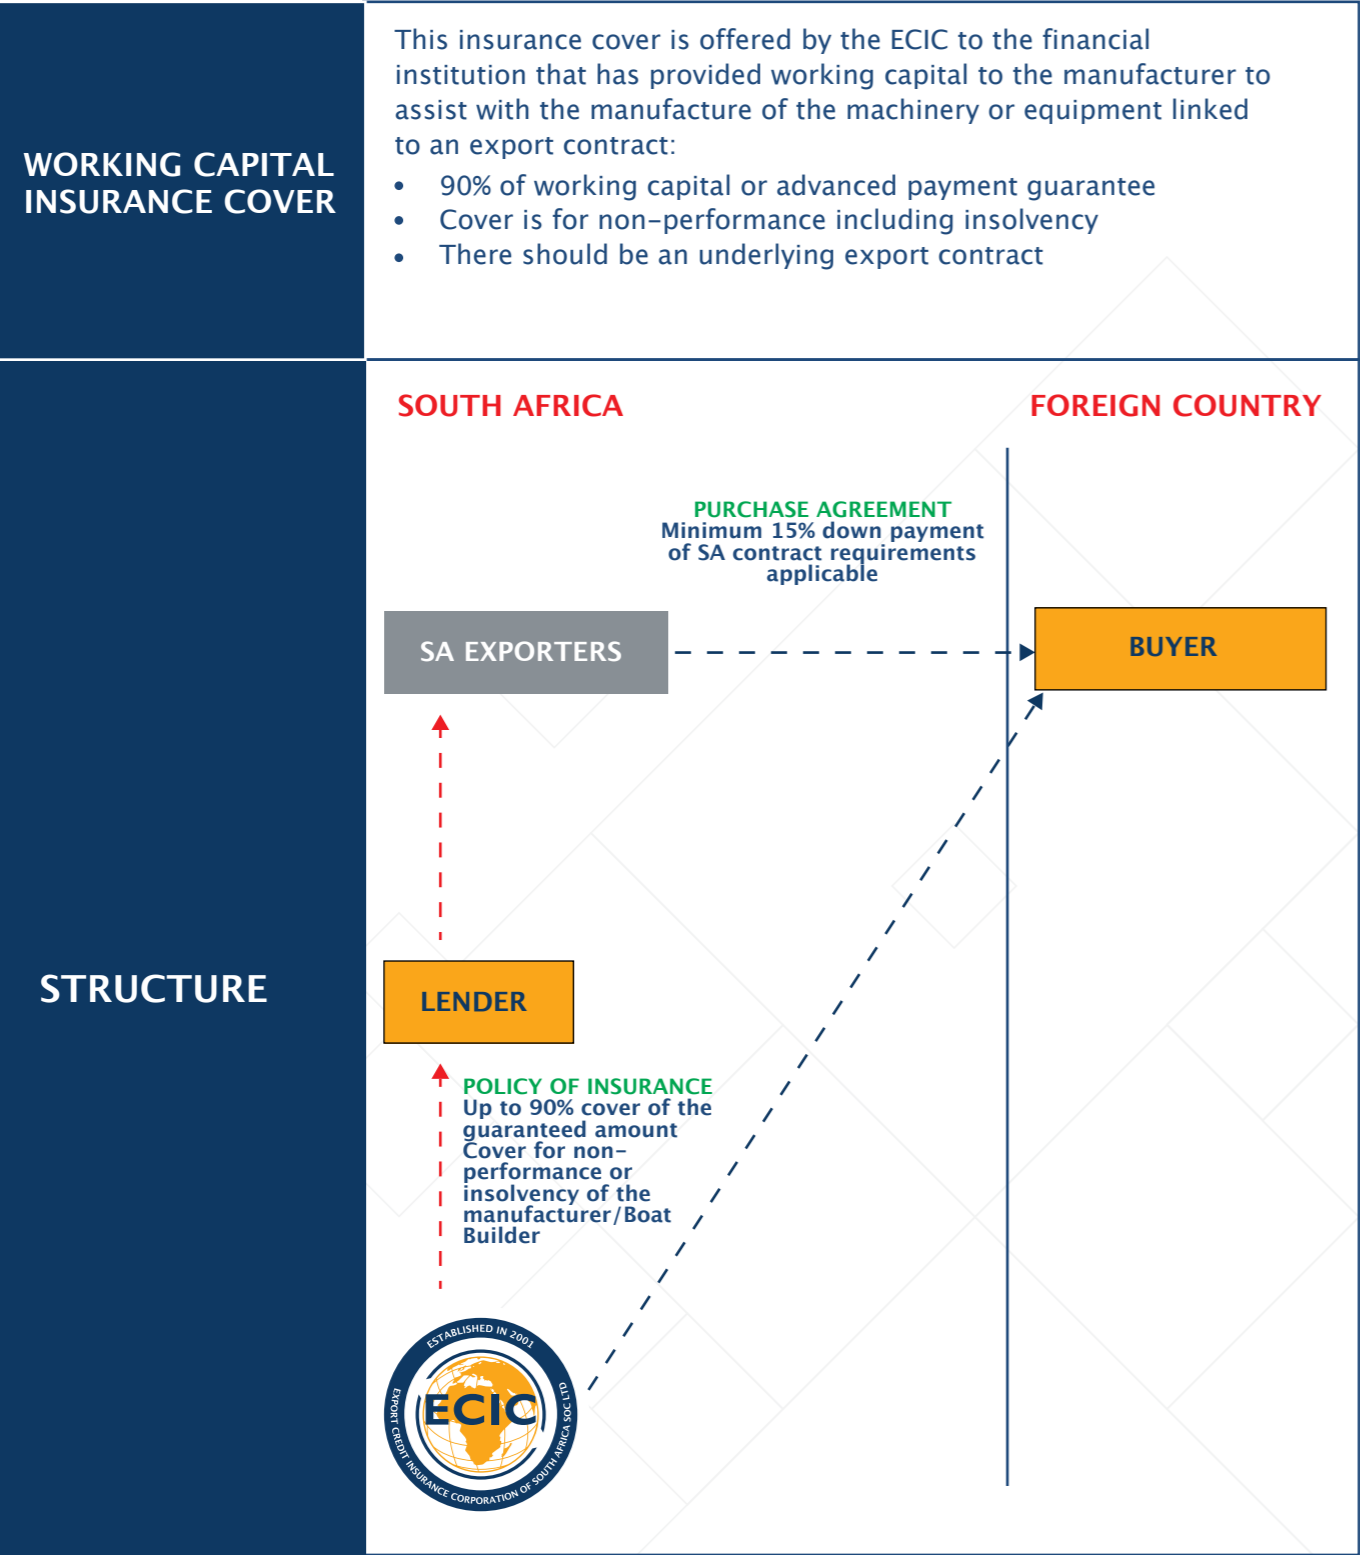 WORKING CAPITAL
INSURANCE COVER
This insurance cover is offered by the ECIC to the financial
institution that has provided working capital to the manufacturer to
assist with the manufacture of the machinery or equipment linked
to an export contract:
• 90% of working capital or advanced payment guarantee
• Cover is for non-performance including insolvency
• There should be an underlying export contract
STRUCTURE
SOUTH AFRICA
FOREIGN COUNTRY
PURCHASE AGREEMENT
Minimum 15% down payment
of SA contract requirements
applicable
SA EXPORTERS
BUYER
LENDER
POLICY OF INSURANCE
Up to 90% cover of the
guaranteed amount
Cover for non-
performance or
insolvency of the
manufacturer/Boat
Builder
ESTABLISHED IN 2001
ECIC
EXPORT CREDIT INSURANCE CORPORATION OF SOUTH AFRICA SOC LTD